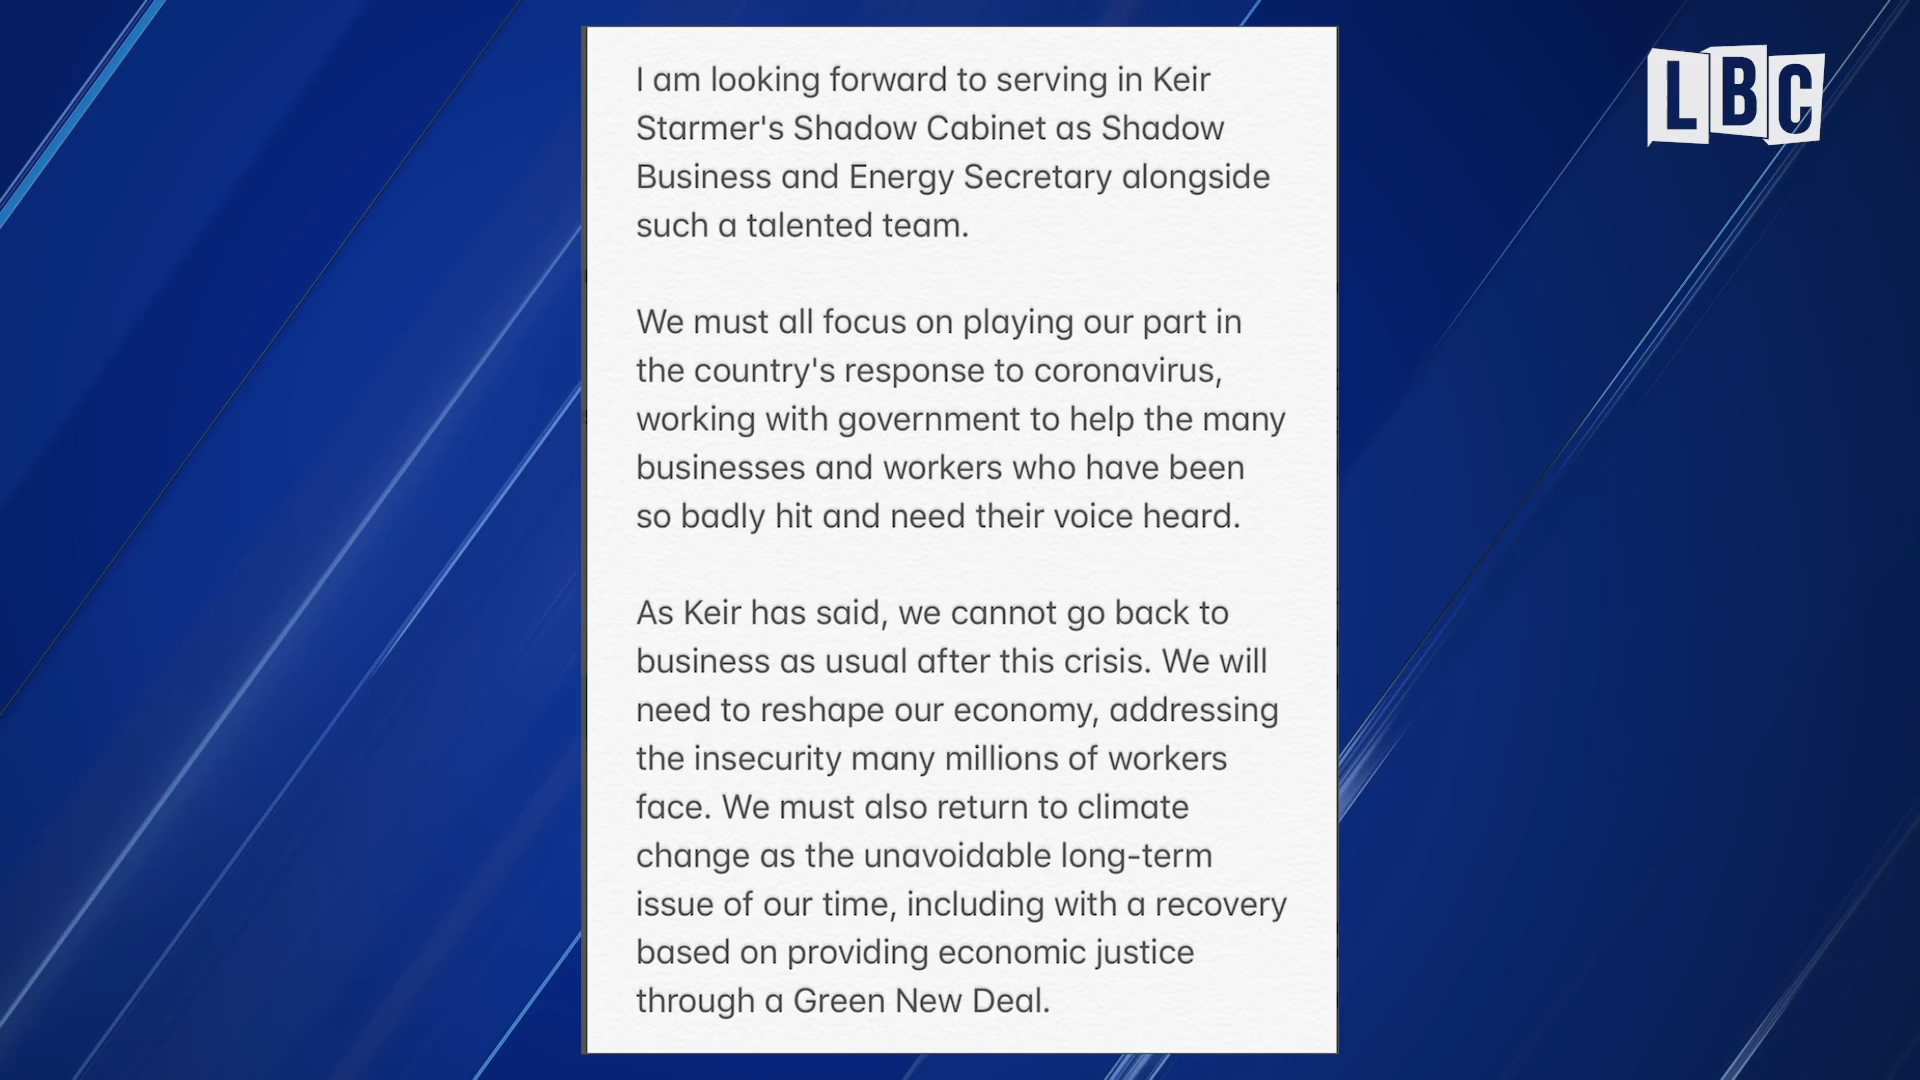 LBC
I am looking forward to serving in Keir
Starmer's Shadow Cabinet as Shadow
Business and Energy Secretary alongside
such a talented team.
We must all focus on playing our part in
the country's response to coronavirus,
working with government to help the many
businesses and workers who have been
so badly hit and need their voice heard.
As Keir has said, we cannot go back to
business as usual after this crisis. We will
need to reshape our economy, addressing
the insecurity many millions of workers
face. We must also return to climate
change as the unavoidable long-term
issue of our time, including with a recovery
based on providing economic justice
through a Green New Deal.